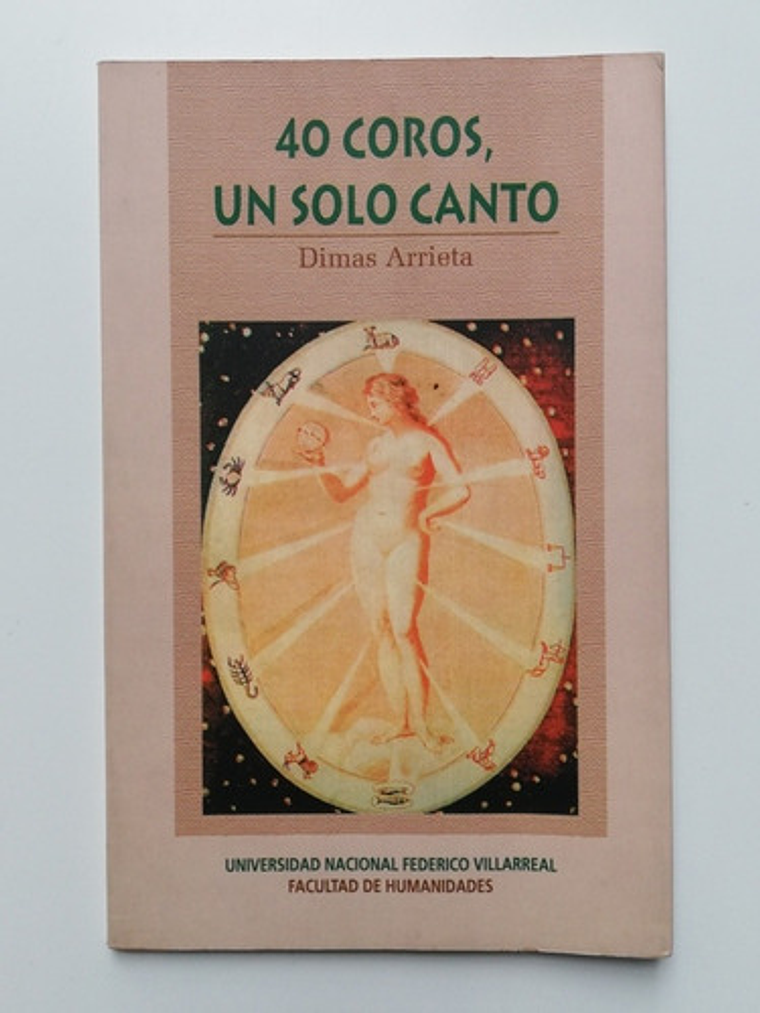 40 COROS,
UN SOLO CANTO
Dimas Arrieta
UNIVERSIDAD NACIONAL FEDERICO VILLARREAL
FACULTAD DE HUMANIDADES